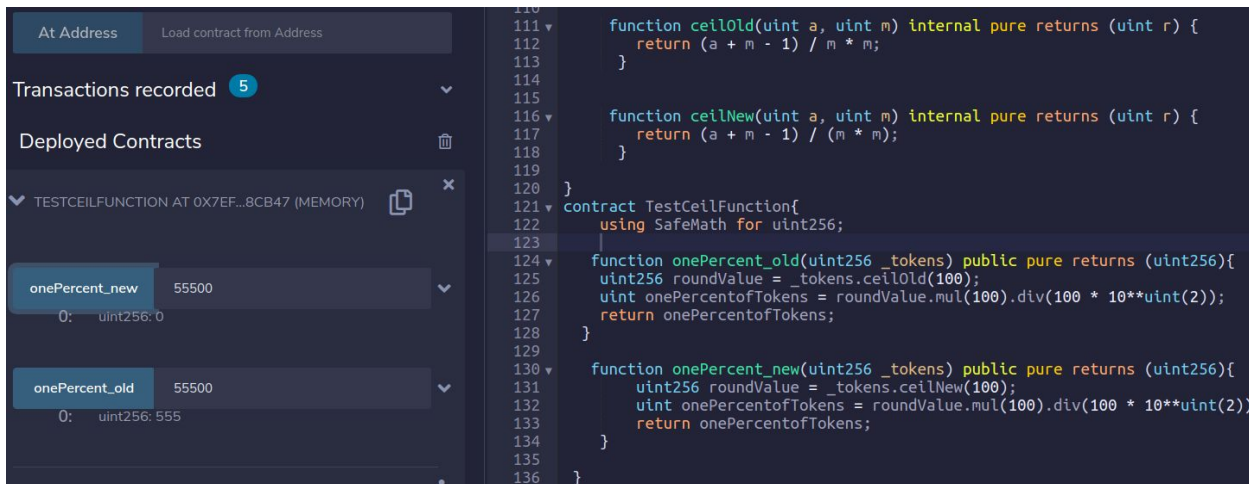 At Address
Load contract from Address
Transactions recorded 5
Deployed Contracts
TESTCEILFUNCTION AT 0X7EF...8CB47 (MEMORY)
onePercent_new 55500
0: uint256: 0
onePercent_old 55500
0: uint256: 555
110
111 function ceilOld(uint a, uint m) internal pure returns (uint r) {
112 return (a + m - 1) / m * m;
113 }
114
115
116 function ceilNew(uint a, uint m) internal pure returns (uint r) {
117 return (a + m - 1) / (m * m);
118 }
119
120 }
121 contract TestCeilFunction{
122 using SafeMath for uint256;
123
124 function onePercent_old(uint256 _tokens) public pure returns (uint256){
125 uint256 roundValue = _tokens.ceilOld(100);
126 uint onePercentofTokens = roundValue.mul(100).div(100 * 10**uint(2));
127 return onePercentofTokens;
128 }
129
130 function onePercent_new(uint256 _tokens) public pure returns (uint256){
131 uint256 roundValue = _tokens.ceilNew(100);
132 uint onePercentofTokens = roundValue.mul(100).div(100 * 10**uint(2))
133 return onePercentofTokens;
134 }
135
136 }